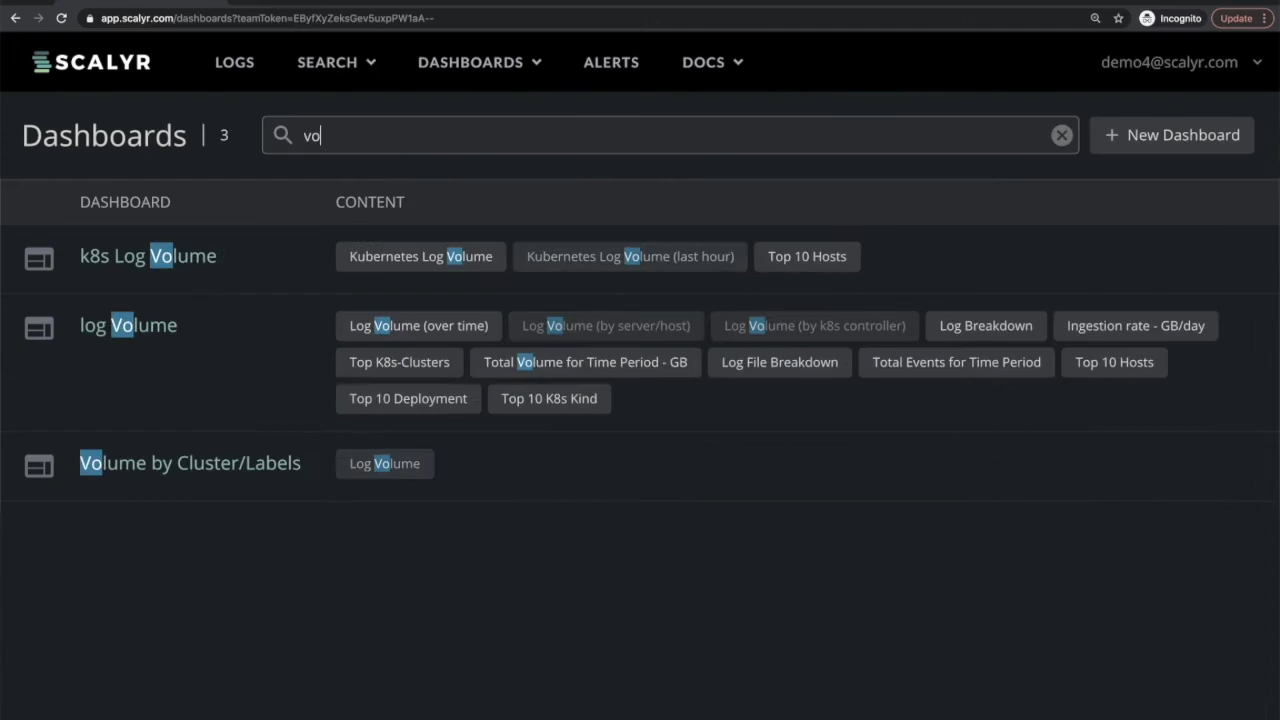 app.scalyr.com/dashboards?teamToken=EByfXyZeksGev5uxpPW1aA--
Incognito
Update
SCALYR
LOGS
SEARCH
DASHBOARDS
ALERTS
DOCS
demo4@scalyr.com
Dashboards | 3
vo
+ New Dashboard
DASHBOARD
CONTENT
k8s Log Volume
Kubernetes Log Volume
Kubernetes Log Volume (last hour)
Top 10 Hosts
log Volume
Log Volume (over time)
Log Volume (by server/host)
Log Volume (by k8s controller)
Log Breakdown
Ingestion rate - GB/day
Top K8s-Clusters
Total Volume for Time Period - GB
Log File Breakdown
Total Events for Time Period
Top 10 Hosts
Top 10 Deployment
Top 10 K8s Kind
Volume by Cluster/Labels
Log Volume